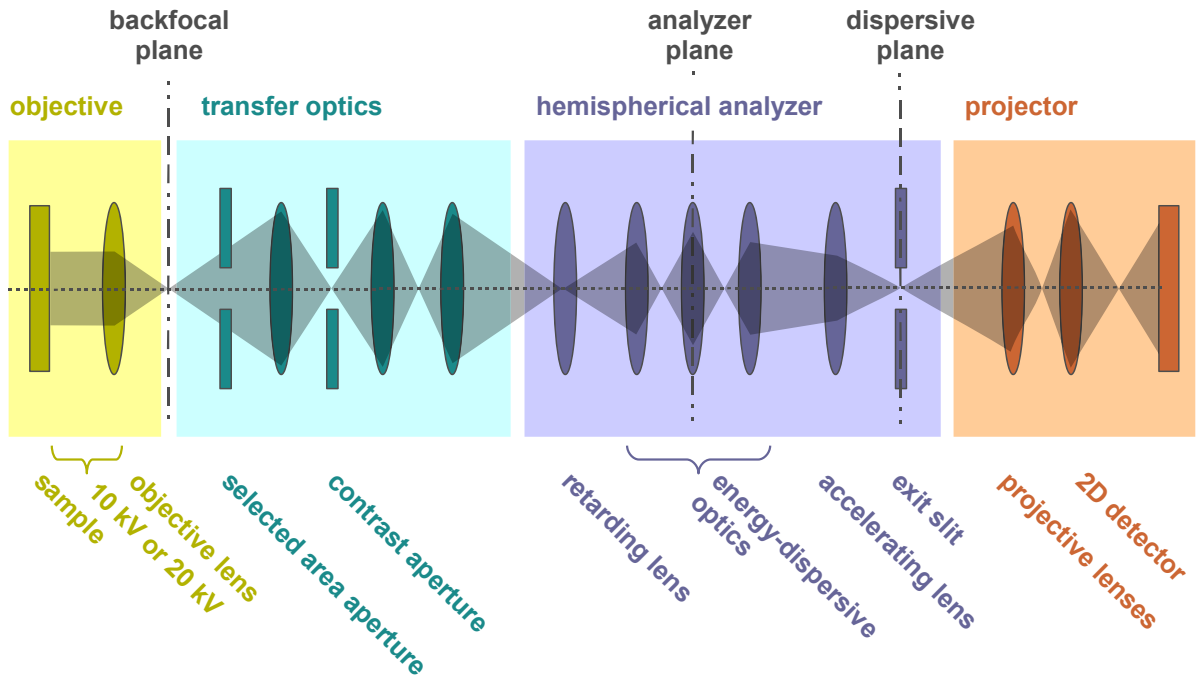 backfocal
plane
analyzer
plane
dispersive
plane
objective
transfer optics
hemispherical analyzer
projector
sample
10 kV or 20 kV
objective lens
selected area aperture
contrast aperture
retarding lens
energy-dispersive
optics
accelerating lens
exit slit
projective lenses
2D detector